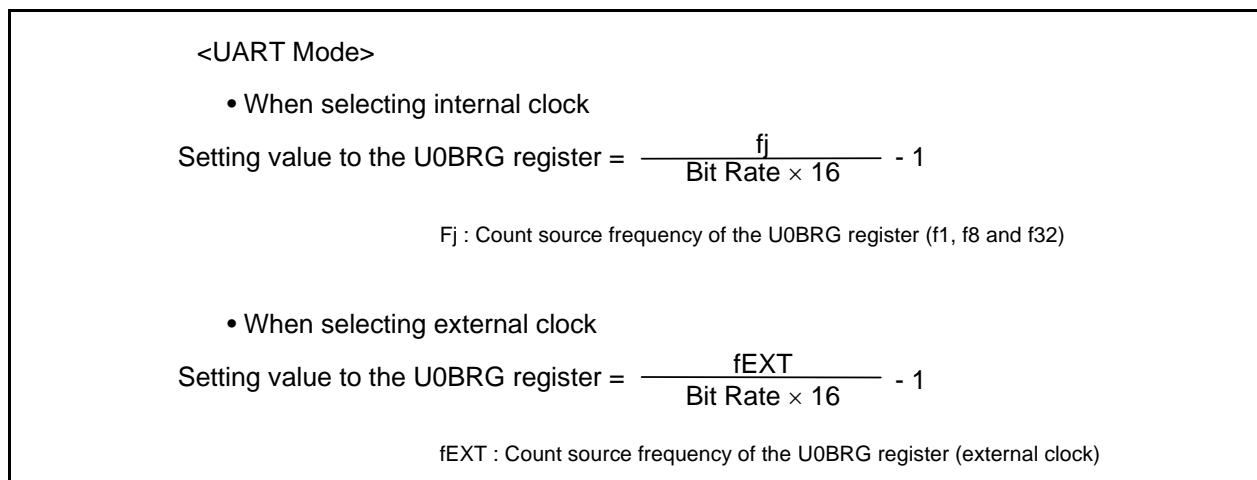 <UART Mode>
• When selecting internal clock
Setting value to the U0BRG register = fj / Bit Rate × 16 - 1
Fj : Count source frequency of the U0BRG register (f1, f8 and f32)
• When selecting external clock
Setting value to the U0BRG register = fEXT / Bit Rate × 16 - 1
fEXT : Count source frequency of the U0BRG register (external clock)